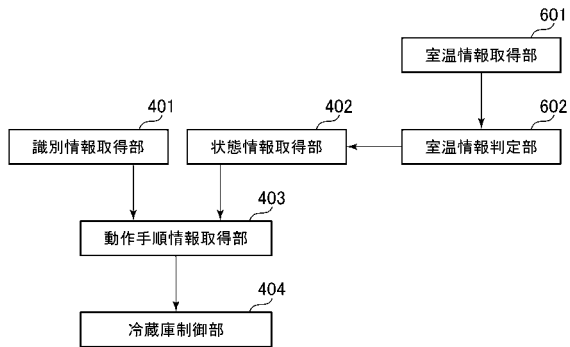 601
室温情報取得部
401
402
602
識別情報取得部
状態情報取得部
室温情報判定部
403
動作手順情報取得部
404
冷蔵庫制御部